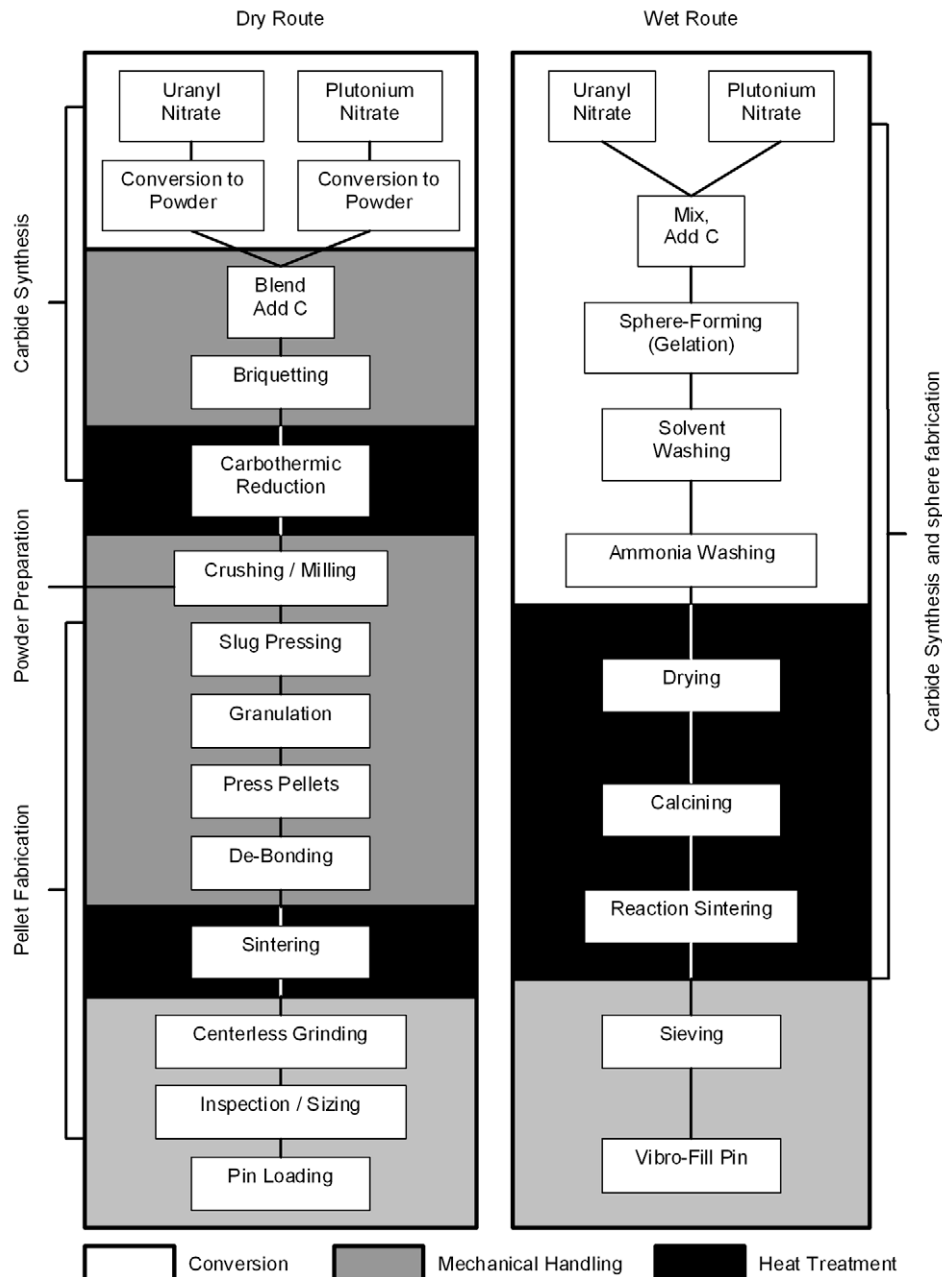 Dry Route
Wet Route
Uranyl
Nitrate
Plutonium
Nitrate
Conversion to
Powder
Conversion to
Powder
Blend
Add C
Briquetting
Carbothermic
Reduction
Crushing / Milling
Slug Pressing
Granulation
Press Pellets
De-Bonding
Sintering
Centerless Grinding
Inspection / Sizing
Pin Loading
Carbide Synthesis
Powder Preparation
Pellet Fabrication
Uranyl
Nitrate
Plutonium
Nitrate
Mix,
Add C
Sphere-Forming
(Gelation)
Solvent
Washing
Ammonia Washing
Drying
Calcining
Reaction Sintering
Sieving
Vibro-Fill Pin
Carbide Synthesis and sphere fabrication
Conversion
Mechanical Handling
Heat Treatment